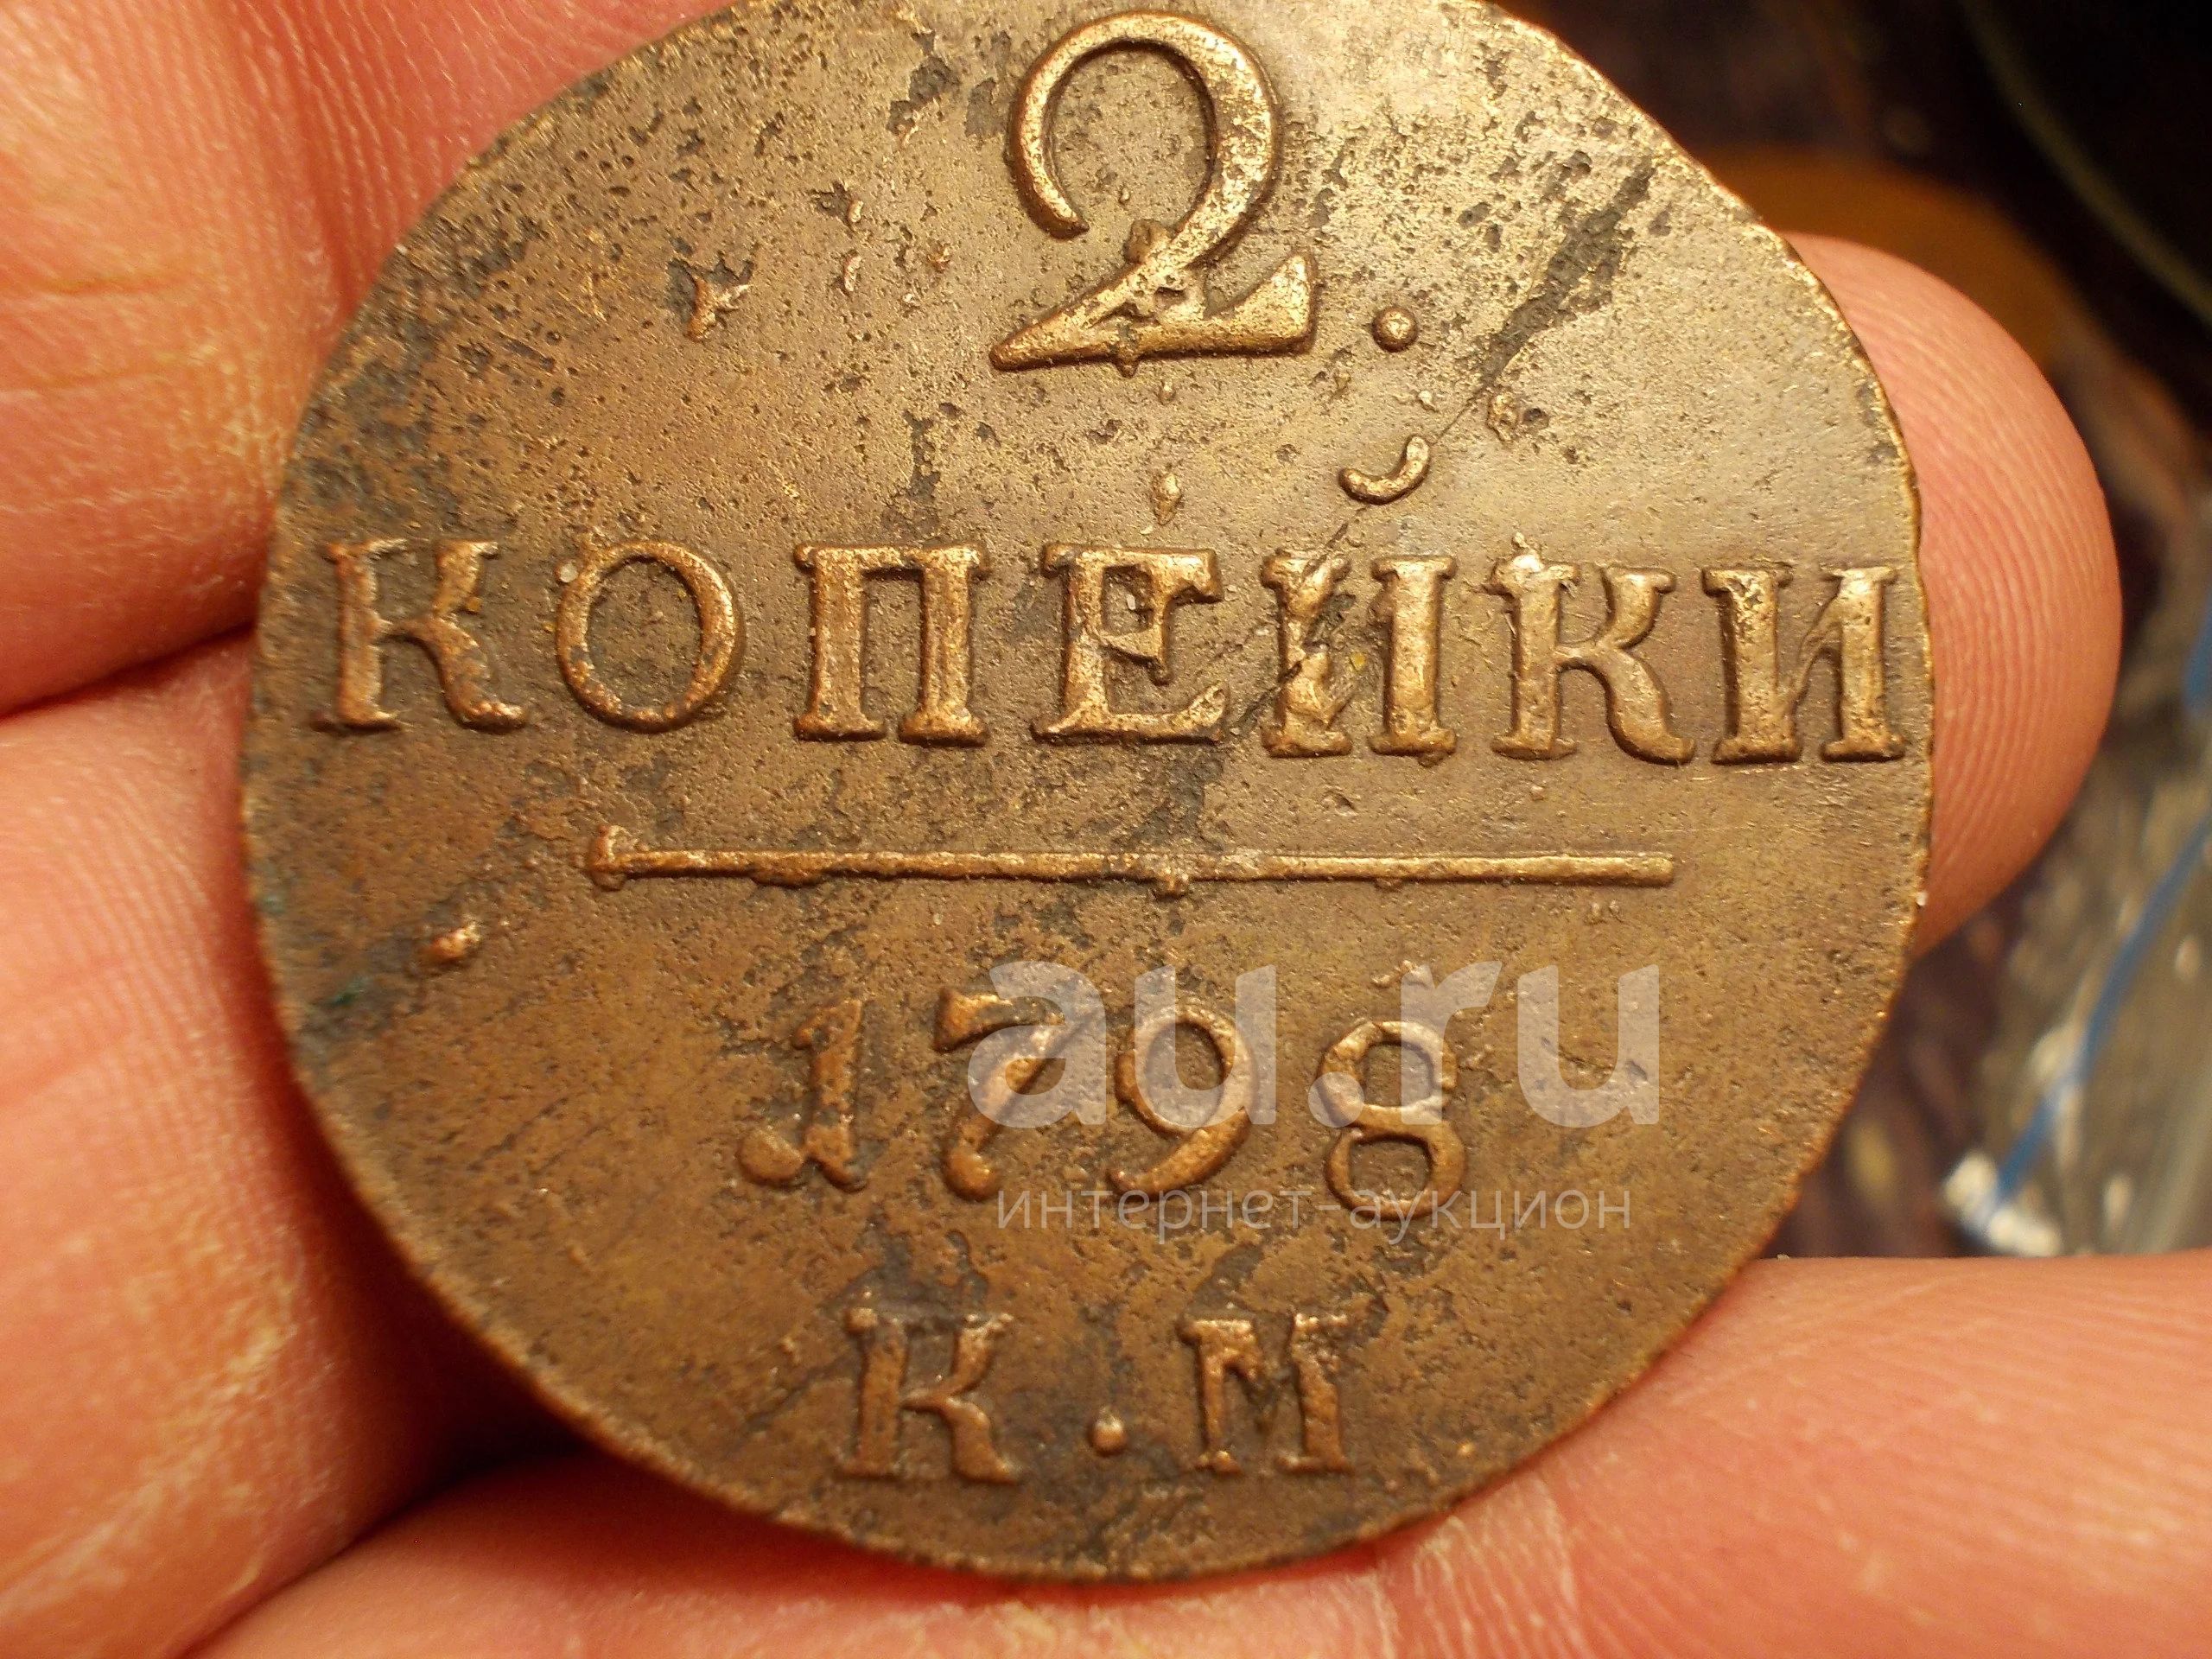 2.
КОПЕЙКИ
1798
К.М
au.ru
интернет-аукцион